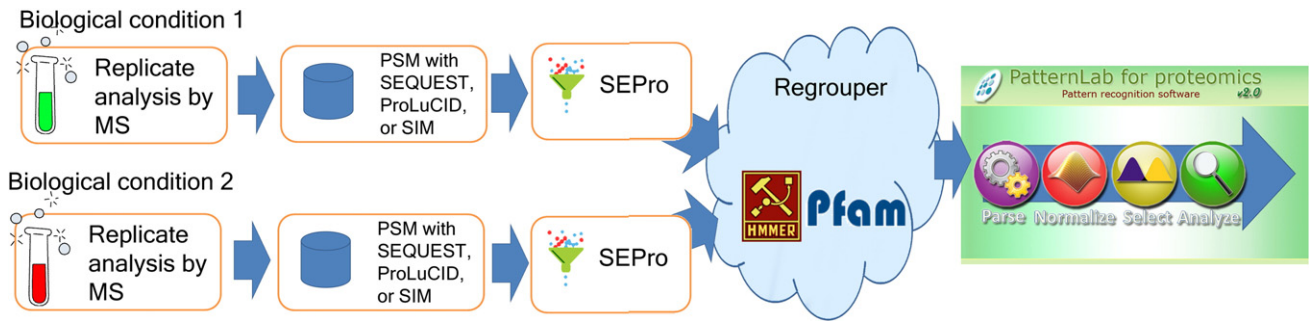 Biological condition 1
Replicate
analysis by
MS
PSM with
SEQUEST,
ProLuCID,
or SIM
SEPro
Biological condition 2
Replicate
analysis by
MS
PSM with
SEQUEST,
ProLuCID,
or SIM
SEPro
Regrouper
HMMER
Pfam
PatternLab for proteomics
Pattern recognition software v2.0
Parse Normalize Select Analyze